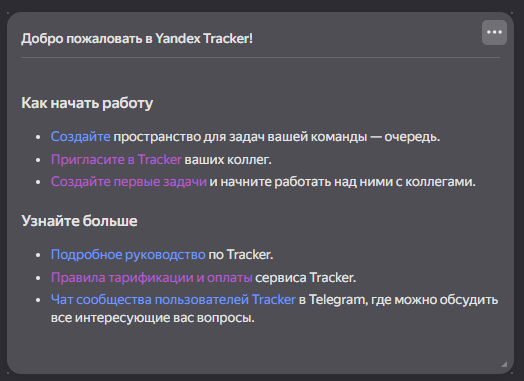 Добро пожаловать в Yandex Tracker!
Как начать работу
Создайте пространство для задач вашей команды — очередь.
Пригласите в Tracker ваших коллег.
Создайте первые задачи и начните работать над ними с коллегами.
Узнайте больше
Подробное руководство по Tracker.
Правила тарификации и оплаты сервиса Tracker.
Чат сообщества пользователей Tracker в Telegram, где можно обсудить
все интересующие вас вопросы.